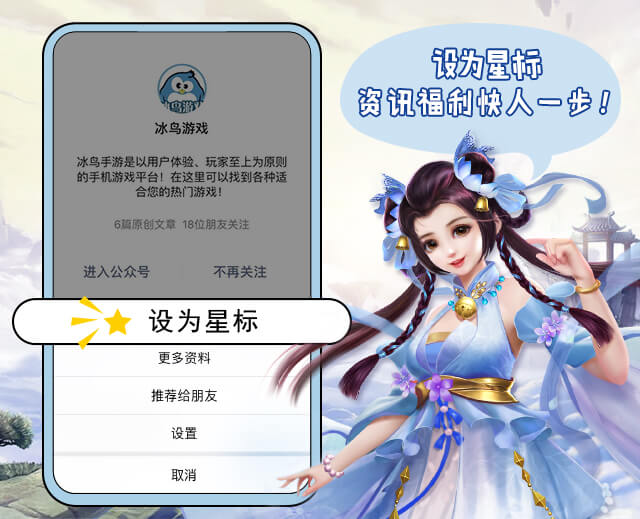 设为星标
资讯福利快人一步！
冰鸟游戏
冰鸟游戏
冰鸟手游是以用户体验、玩家至上为原则
的手机游戏平台！在这里可以找到各种适
合您的热门游戏！
6篇原创文章 18位朋友关注
进入公众号 不再关注
设为星标
更多资料
推荐给朋友
设置
取消